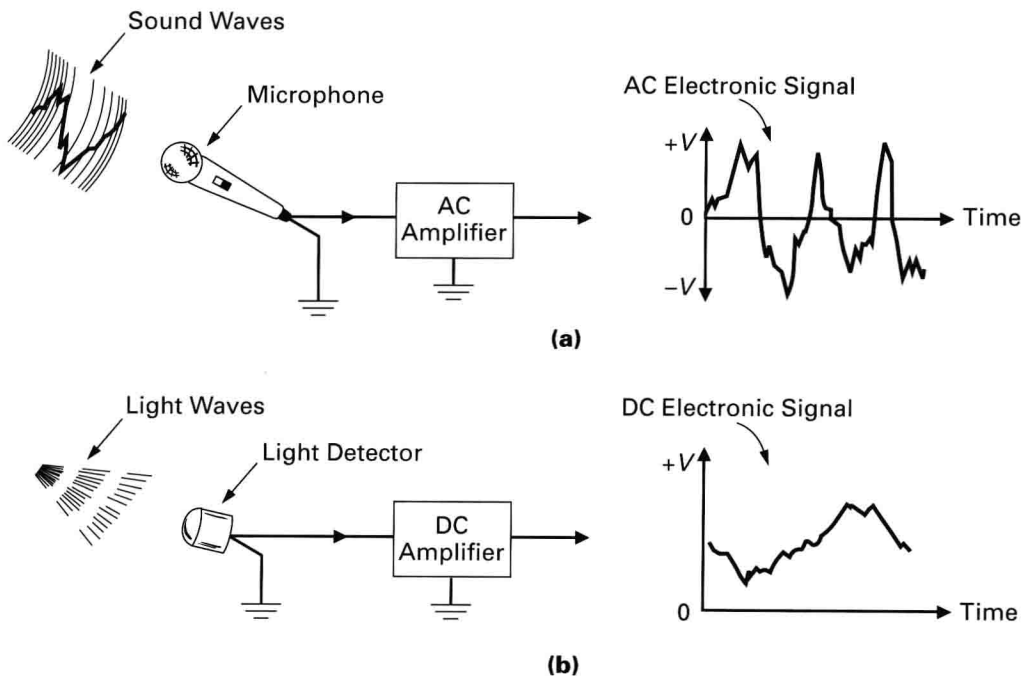 Sound Waves
Microphone
AC Electronic Signal
+V
AC
Amplifier
0
Time
−V
(a)
Light Waves
DC Electronic Signal
Light Detector
+V
DC
Amplifier
0
Time
(b)